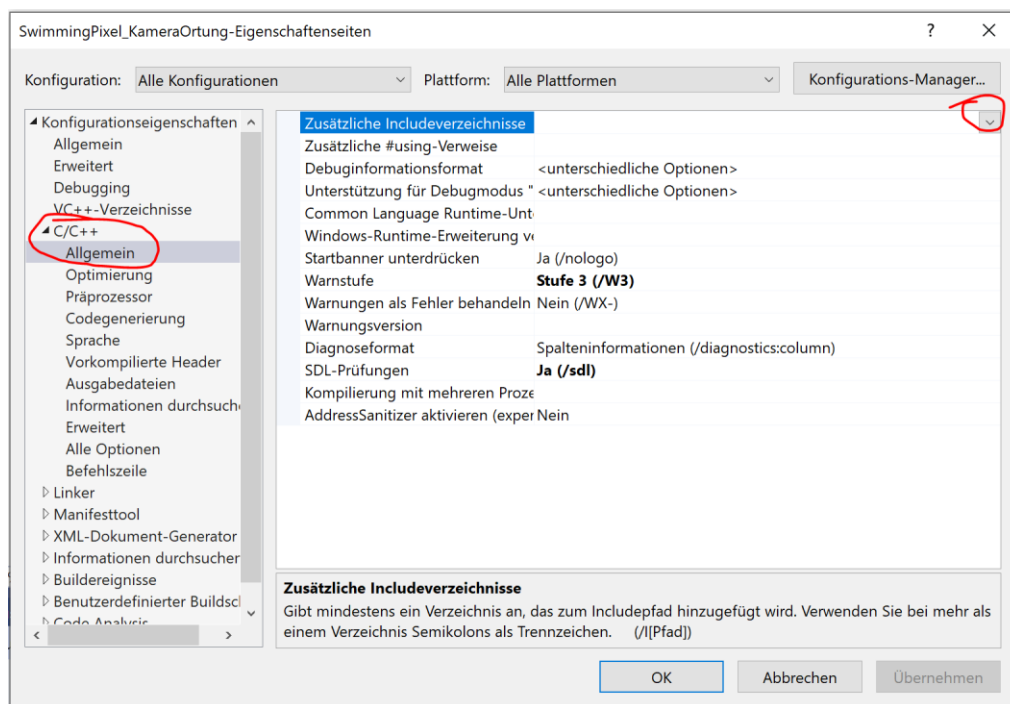 SwimmingPixel_KameraOrtung-Eigenschaftenseiten
Konfiguration: Alle Konfigurationen Plattform: Alle Plattformen Konfigurations-Manager...
Konfigurationseigenschaften
Allgemein
Erweitert
Debugging
VC++-Verzeichnisse
C/C++
Allgemein
Optimierung
Präprozessor
Codegenerierung
Sprache
Vorkompilierte Header
Ausgabedateien
Informationen durchsuch
Erweitert
Alle Optionen
Befehlszeile
Linker
Manifesttool
XML-Dokument-Generator
Informationen durchsucher
Buildereignisse
Benutzerdefinierter Buildscl
Code Analysis
Zusätzliche Includeverzeichnisse
Zusätzliche #using-Verweise
Debuginformationsformat <unterschiedliche Optionen>
Unterstützung für Debugmodus " <unterschiedliche Optionen>
Common Language Runtime-Unt
Windows-Runtime-Erweiterung v
Startbanner unterdrücken Ja (/nologo)
Warnstufe Stufe 3 (/W3)
Warnungen als Fehler behandeln Nein (/WX-)
Warnungsversion
Diagnoseformat Spalteninformationen (/diagnostics:column)
SDL-Prüfungen Ja (/sdl)
Kompilierung mit mehreren Proze
AddressSanitizer aktivieren (exper Nein
Zusätzliche Includeverzeichnisse
Gibt mindestens ein Verzeichnis an, das zum Includepfad hinzugefügt wird. Verwenden Sie bei mehr als
einem Verzeichnis Semikolons als Trennzeichen. (/I[Pfad])
OK Abbrechen Übernehmen